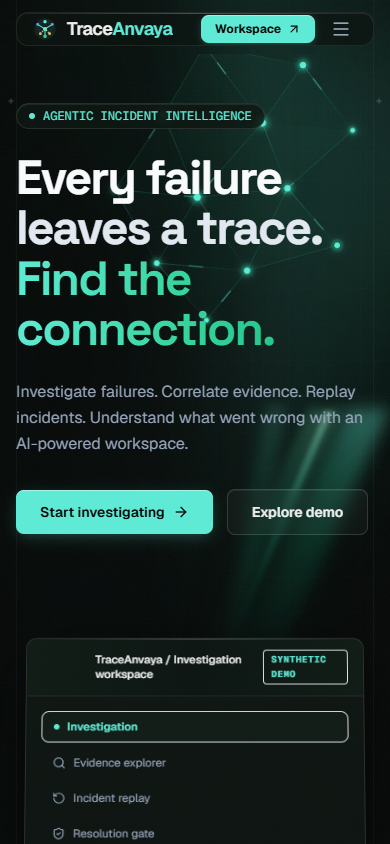 TraceAnvaya
Workspace
AGENTIC INCIDENT INTELLIGENCE
Every failure
leaves a trace.
Find the
connection.
Investigate failures. Correlate evidence. Replay
incidents. Understand what went wrong with an
AI-powered workspace.
Start investigating
Explore demo
TraceAnvaya / Investigation
workspace
SYNTHETIC
DEMO
Investigation
Evidence explorer
Incident replay
Resolution gate